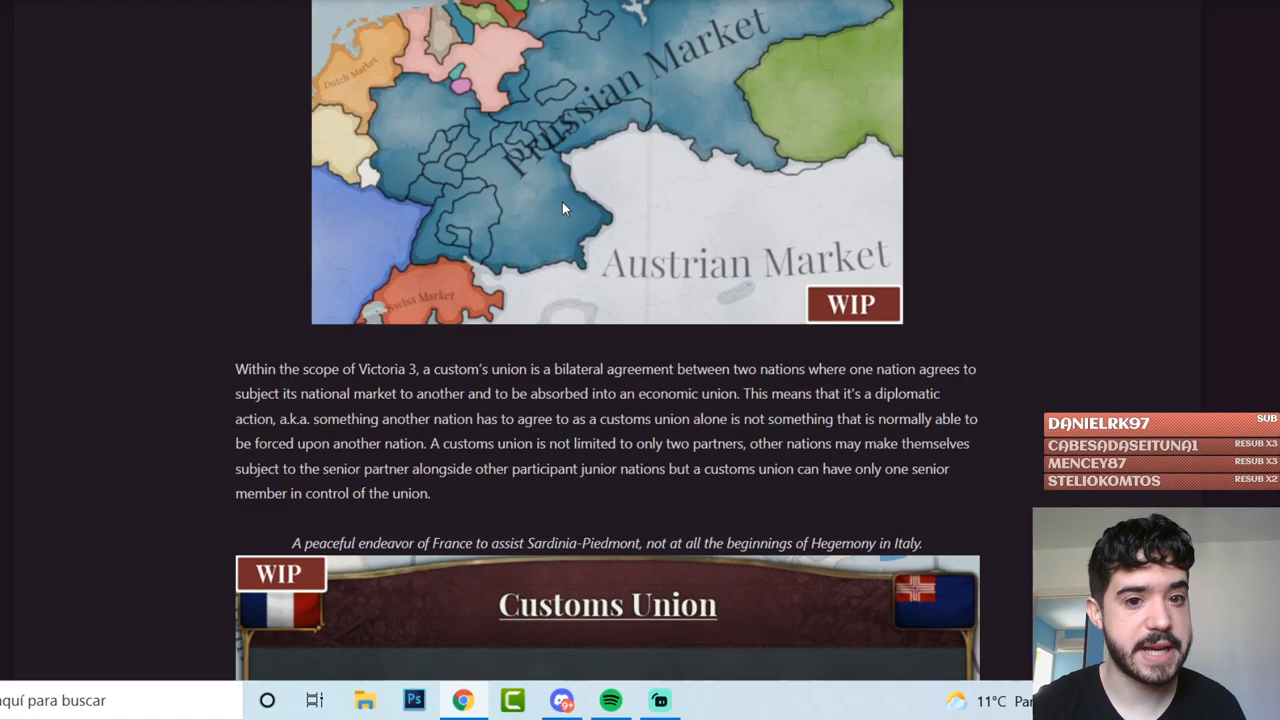 Dutch Market
Prussian Market
Austrian Market
Swiss Market
WIP
Within the scope of Victoria 3, a custom's union is a bilateral agreement between two nations where one nation agrees to
subject its national market to another and to be absorbed into an economic union. This means that it's a diplomatic
action, a.k.a. something another nation has to agree to as a customs union alone is not something that is normally able to
be forced upon another nation. A customs union is not limited to only two partners, other nations may make themselves
subject to the senior partner alongside other participant junior nations but a customs union can have only one senior
member in control of the union.
A peaceful endeavor of France to assist Sardinia-Piedmont, not at all the beginnings of Hegemony in Italy.
WIP
Customs Union
DANIELRK97 SUB
CABESADASEITUNA1 RESUB X3
MENCEY87 RESUB X3
STELIOKOMTOS RESUB X2
aquí para buscar
Ps
C
9+
11°C Par